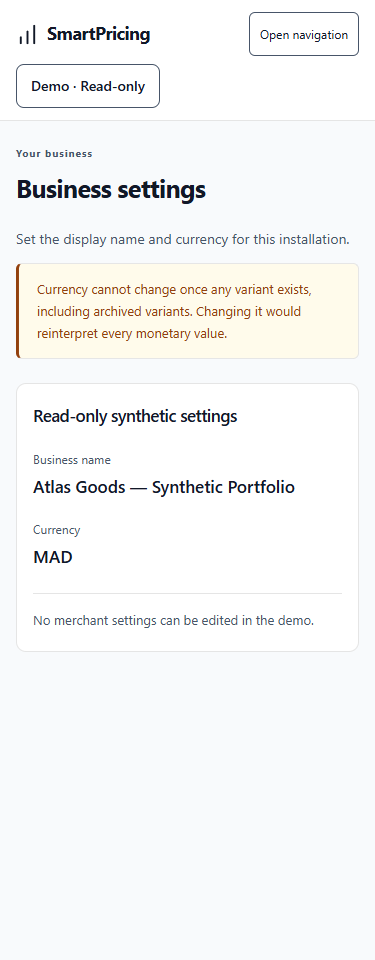 SmartPricing
Open navigation
Demo · Read-only
Your business
Business settings
Set the display name and currency for this installation.
Currency cannot change once any variant exists,
including archived variants. Changing it would
reinterpret every monetary value.
Read-only synthetic settings
Business name
Atlas Goods — Synthetic Portfolio
Currency
MAD
No merchant settings can be edited in the demo.